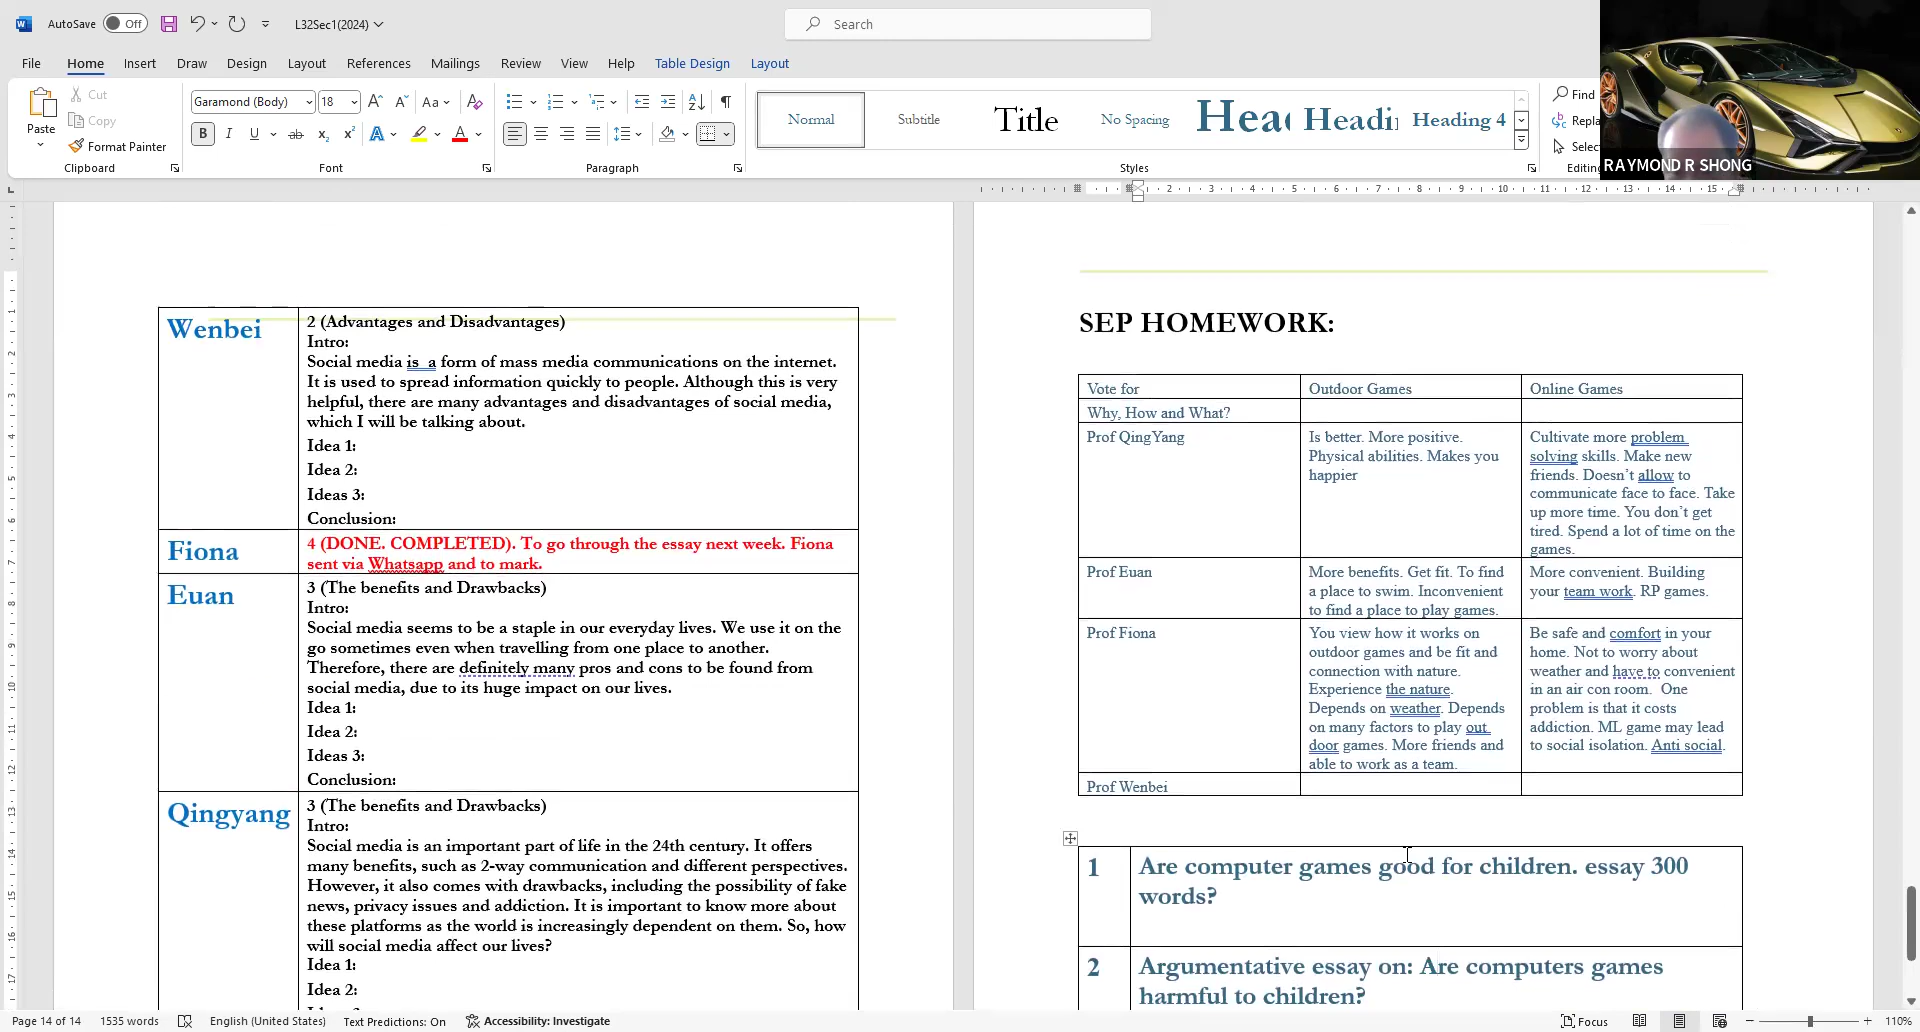 AutoSave Off L32Sec1(2024) Search
File Home Insert Draw Design Layout References Mailings Review View Help Table Design Layout
Paste
Cut
Copy
Format Painter
Clipboard
Garamond (Body) 18
Font
Paragraph
Normal Subtitle Title No Spacing Headi Heading 4
Styles
Find
Repla
Selec
Editing
RAYMOND R SHONG
Wenbei
2 (Advantages and Disadvantages)
Intro:
Social media is  a form of mass media communications on the internet.
It is used to spread information quickly to people. Although this is very
helpful, there are many advantages and disadvantages of social media,
which I will be talking about.
Idea 1:
Idea 2:
Ideas 3:
Conclusion:
Fiona
4 (DONE. COMPLETED). To go through the essay next week. Fiona
sent via Whatsapp and to mark.
Euan
3 (The benefits and Drawbacks)
Intro:
Social media seems to be a staple in our everyday lives. We use it on the
go sometimes even when travelling from one place to another.
Therefore, there are definitely many pros and cons to be found from
social media, due to its huge impact on our lives.
Idea 1:
Idea 2:
Ideas 3:
Conclusion:
Qingyang
3 (The benefits and Drawbacks)
Intro:
Social media is an important part of life in the 24th century. It offers
many benefits, such as 2-way communication and different perspectives.
However, it also comes with drawbacks, including the possibility of fake
news, privacy issues and addiction. It is important to know more about
these platforms as the world is increasingly dependent on them. So, how
will social media affect our lives?
Idea 1:
Idea 2:
SEP HOMEWORK:
Vote for Outdoor Games Online Games
Why, How and What?
Prof QingYang
Is better. More positive.
Physical abilities. Makes you
happier
Cultivate more problem
solving skills. Make new
friends. Doesn't allow to
communicate face to face. Take
up more time. You don't get
tired. Spend a lot of time on the
games.
Prof Euan
More benefits. Get fit. To find
a place to swim. Inconvenient
to find a place to play games.
More convenient. Building
your team work. RP games.
Prof Fiona
You view how it works on
outdoor games and be fit and
connection with nature.
Experience the nature.
Depends on weather. Depends
on many factors to play out
door games. More friends and
able to work as a team.
Be safe and comfort in your
home. Not to worry about
weather and have to convenient
in an air con room.  One
problem is that it costs
addiction. ML game may lead
to social isolation. Anti social.
Prof Wenbei
1 Are computer games good for children. essay 300
words?
2 Argumentative essay on: Are computers games
harmful to children?
Page 14 of 14 1535 words English (United States) Text Predictions: On Accessibility: Investigate Focus 110%